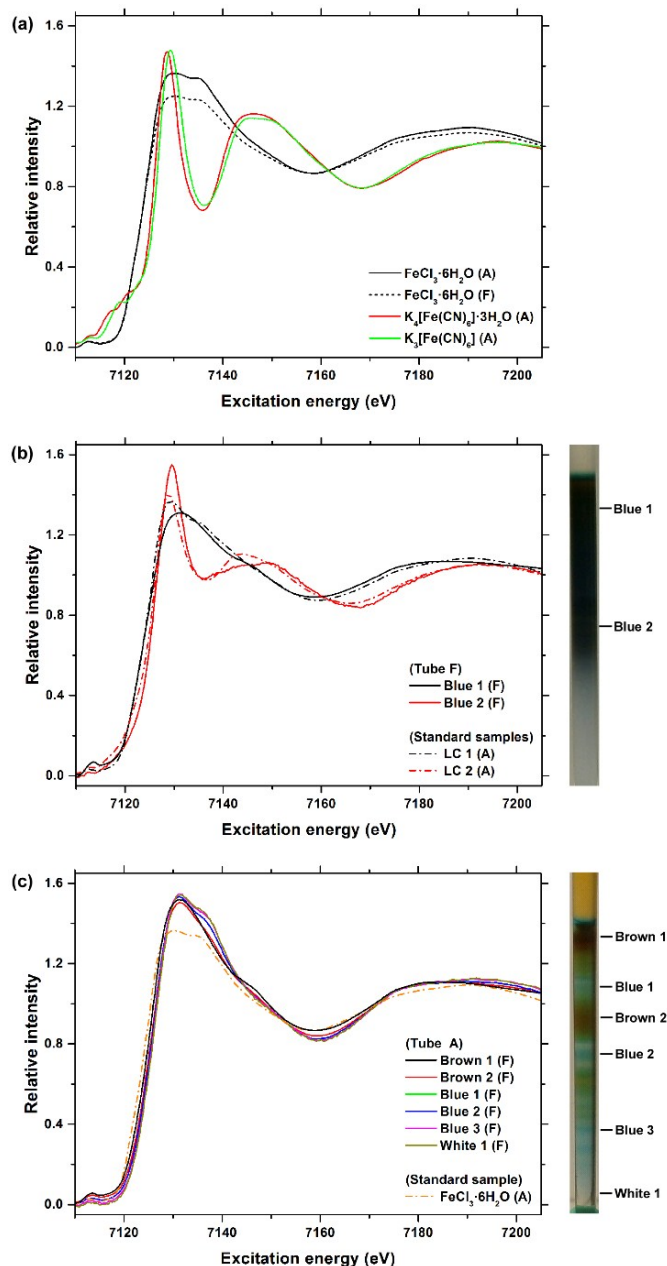 (a)
1.6
1.2
0.8
0.4
0.0
Relative intensity
FeCl₃·6H₂O (A)
FeCl₃·6H₂O (F)
K₄[Fe(CN)₆]·3H₂O (A)
K₃[Fe(CN)₆] (A)
7120 7140 7160 7180 7200
Excitation energy (eV)
(b)
1.6
1.2
0.8
0.4
0.0
Relative intensity
(Tube F)
Blue 1 (F)
Blue 2 (F)
(Standard samples)
LC 1 (A)
LC 2 (A)
7120 7140 7160 7180 7200
Excitation energy (eV)
Blue 1
Blue 2
(c)
1.6
1.2
0.8
0.4
0.0
Relative intensity
(Tube A)
Brown 1 (F)
Brown 2 (F)
Blue 1 (F)
Blue 2 (F)
Blue 3 (F)
White 1 (F)
(Standard sample)
FeCl₃·6H₂O (A)
7120 7140 7160 7180 7200
Excitation energy (eV)
Brown 1
Blue 1
Brown 2
Blue 2
Blue 3
White 1